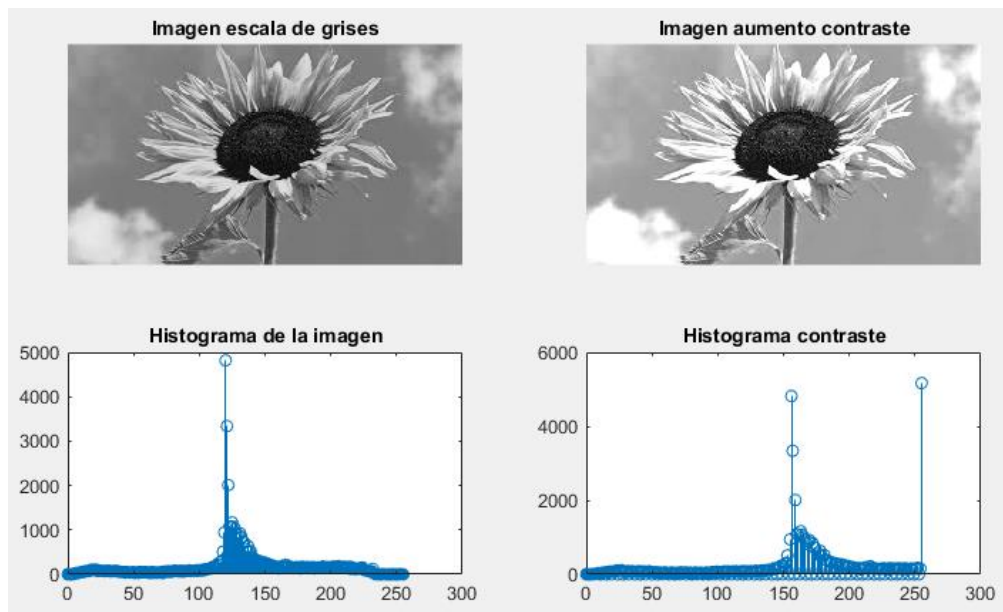 Imagen escala de grises
Imagen aumento contraste
Histograma de la imagen
5000
4000
3000
2000
1000
0
0 50 100 150 200 250 300
Histograma contraste
6000
4000
2000
0
0 50 100 150 200 250 300